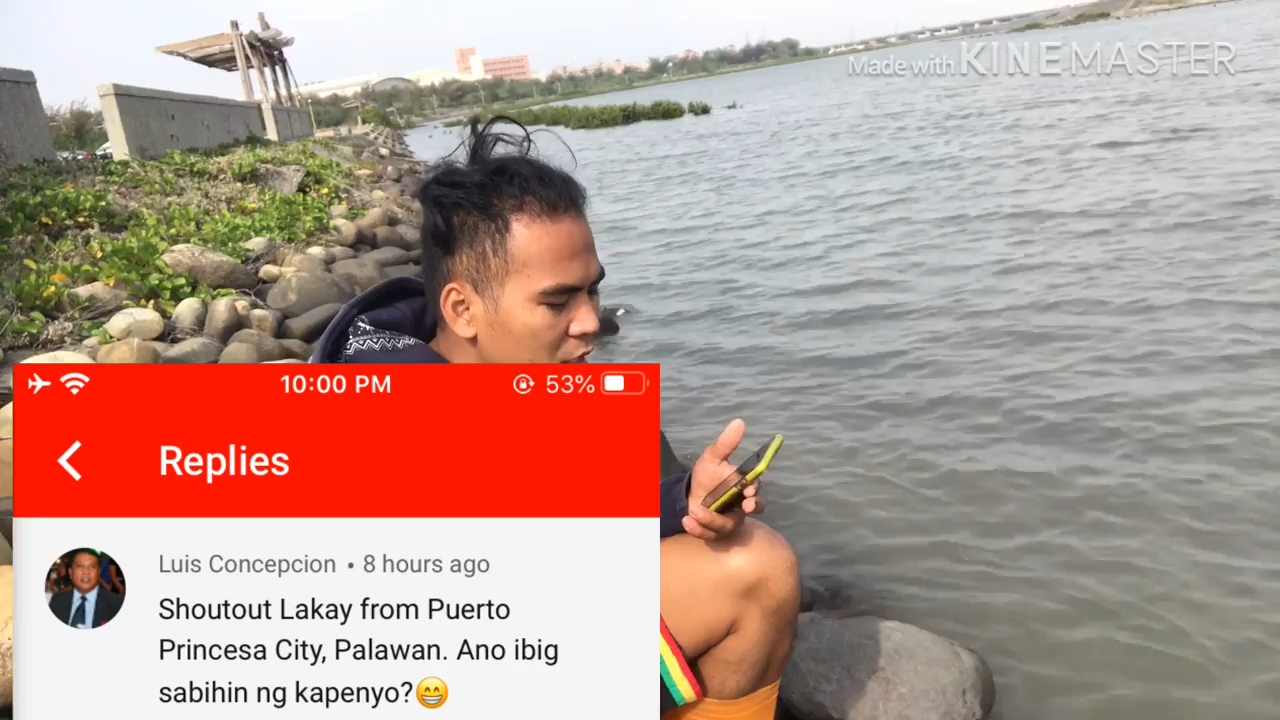 Made with KINEMASTER
10:00 PM
53%
Replies
Luis Concepcion • 8 hours ago
Shoutout Lakay from Puerto
Princesa City, Palawan. Ano ibig
sabihin ng kapenyo?😁